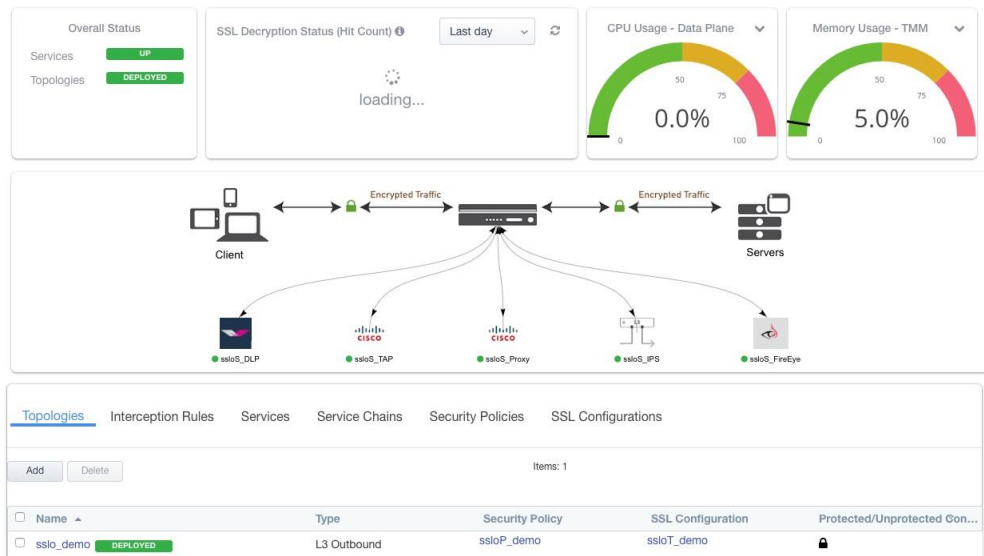 Overall Status
Services UP
Topologies DEPLOYED
SSL Decryption Status (Hit Count)
Last day
loading...
CPU Usage - Data Plane
50
75
0.0%
0 100
Memory Usage - TMM
50
75
5.0%
0 100
Encrypted Traffic Encrypted Traffic
Client Servers
CISCO CISCO
ssloS_DLP ssloS_TAP ssloS_Proxy ssloS_IPS ssloS_FireEye
Topologies Interception Rules Services Service Chains Security Policies SSL Configurations
Add Delete Items: 1
Name Type Security Policy SSL Configuration Protected/Unprotected Con...
sslo_demo DEPLOYED L3 Outbound ssloP_demo ssloT_demo